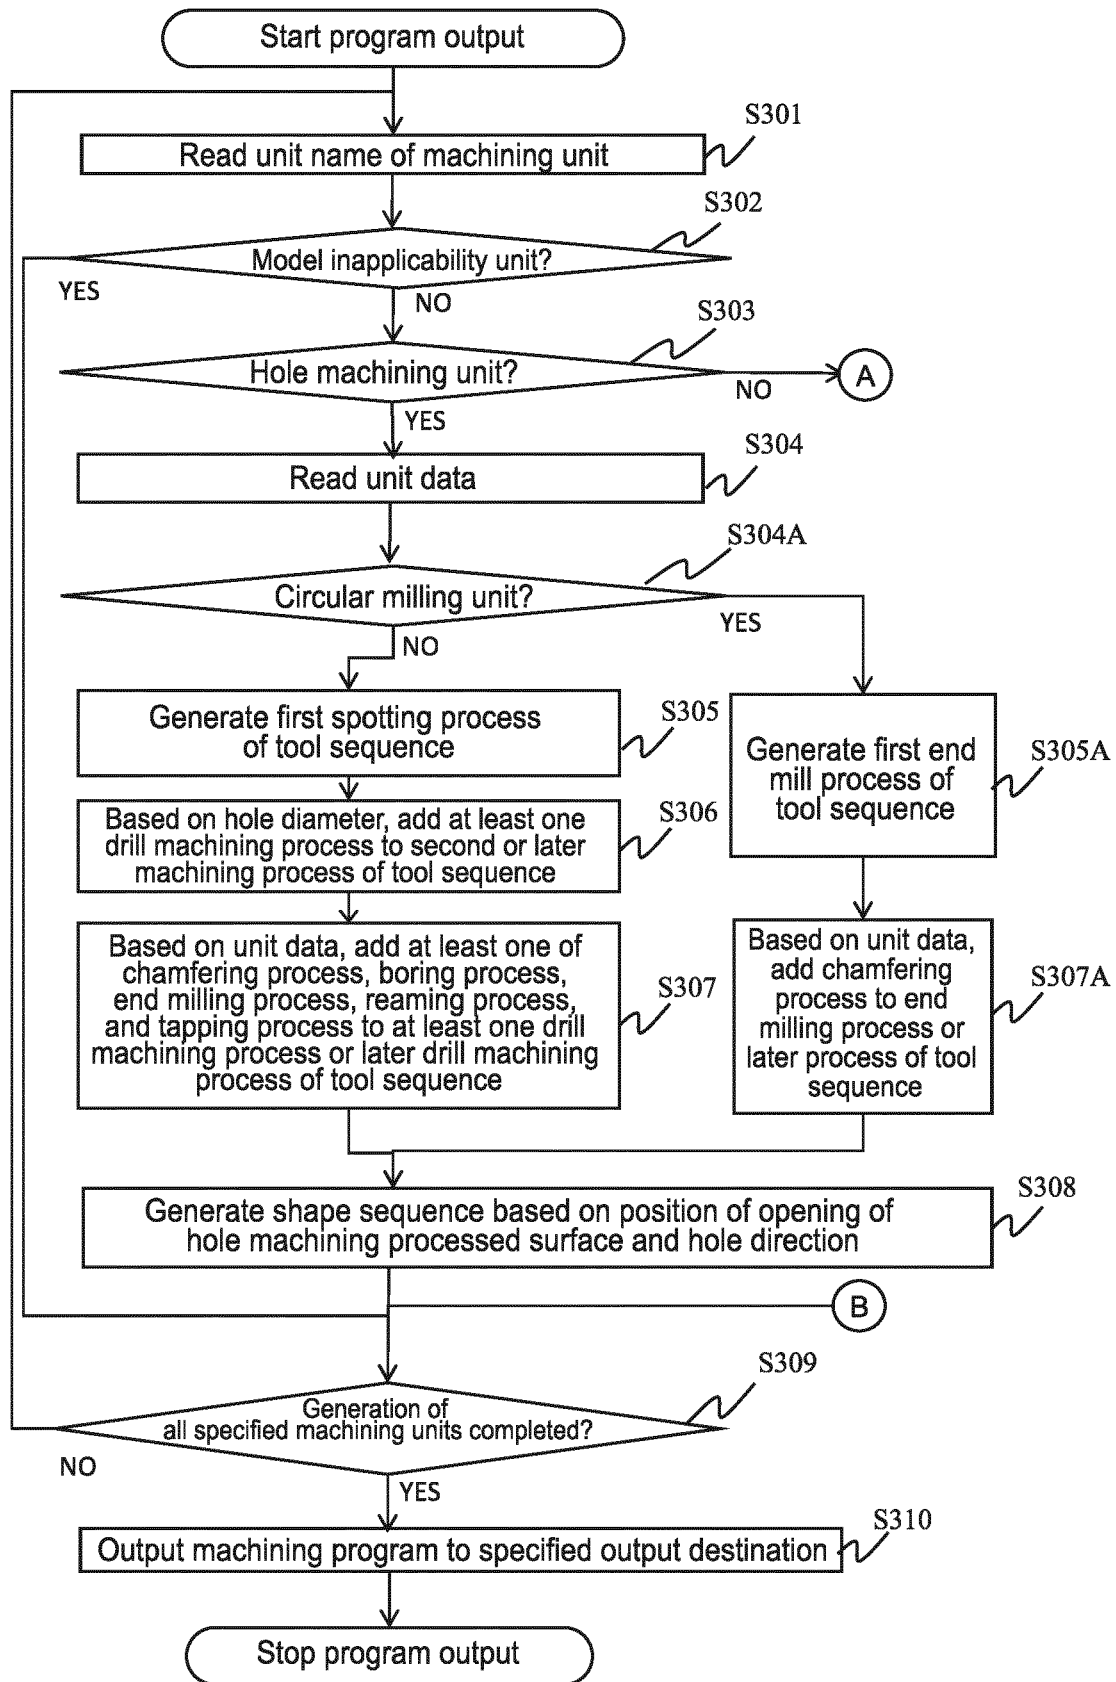 Start program output
S301
Read unit name of machining unit
S302
Model inapplicability unit?
YES
NO
S303
Hole machining unit?
NO
A
YES
S304
Read unit data
S304A
Circular milling unit?
YES
NO
Generate first spotting process
of tool sequence
S305
Generate first end
mill process of
tool sequence
S305A
Based on hole diameter, add at least one
drill machining process to second or later
machining process of tool sequence
S306
Based on unit data, add at least one of
chamfering process, boring process,
end milling process, reaming process,
and tapping process to at least one drill
machining process or later drill machining
process of tool sequence
S307
Based on unit data,
add chamfering
process to end
milling process or
later process of tool
sequence
S307A
S308
Generate shape sequence based on position of opening of
hole machining processed surface and hole direction
B
S309
Generation of
all specified machining units completed?
NO
YES
S310
Output machining program to specified output destination
Stop program output